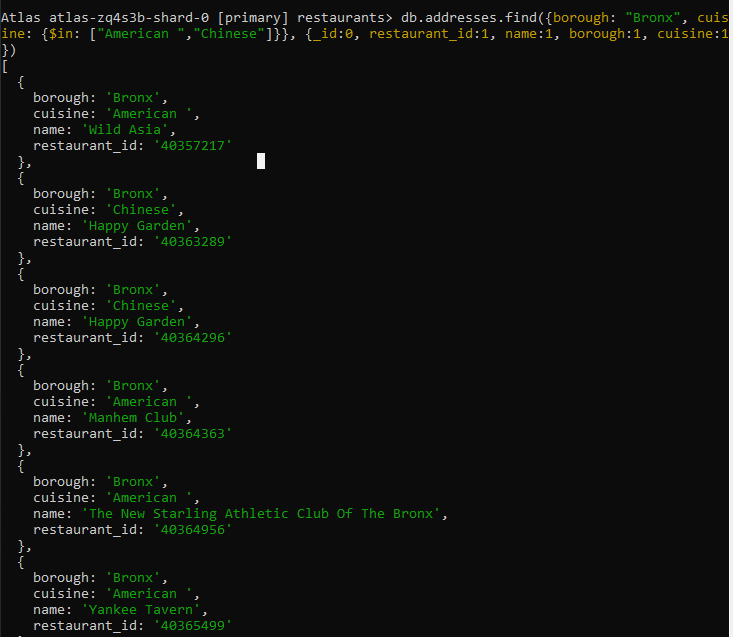 Atlas atlas-zq4s3b-shard-0 [primary] restaurants> db.addresses.find({borough: "Bronx", cuis
ine: {$in: ["American ","Chinese"]}}, {_id:0, restaurant_id:1, name:1, borough:1, cuisine:1
})
[
  {
    borough: 'Bronx',
    cuisine: 'American ',
    name: 'Wild Asia',
    restaurant_id: '40357217'
  },
  {
    borough: 'Bronx',
    cuisine: 'Chinese',
    name: 'Happy Garden',
    restaurant_id: '40363289'
  },
  {
    borough: 'Bronx',
    cuisine: 'Chinese',
    name: 'Happy Garden',
    restaurant_id: '40364296'
  },
  {
    borough: 'Bronx',
    cuisine: 'American ',
    name: 'Manhem Club',
    restaurant_id: '40364363'
  },
  {
    borough: 'Bronx',
    cuisine: 'American ',
    name: 'The New Starling Athletic Club Of The Bronx',
    restaurant_id: '40364956'
  },
  {
    borough: 'Bronx',
    cuisine: 'American ',
    name: 'Yankee Tavern',
    restaurant_id: '40365499'